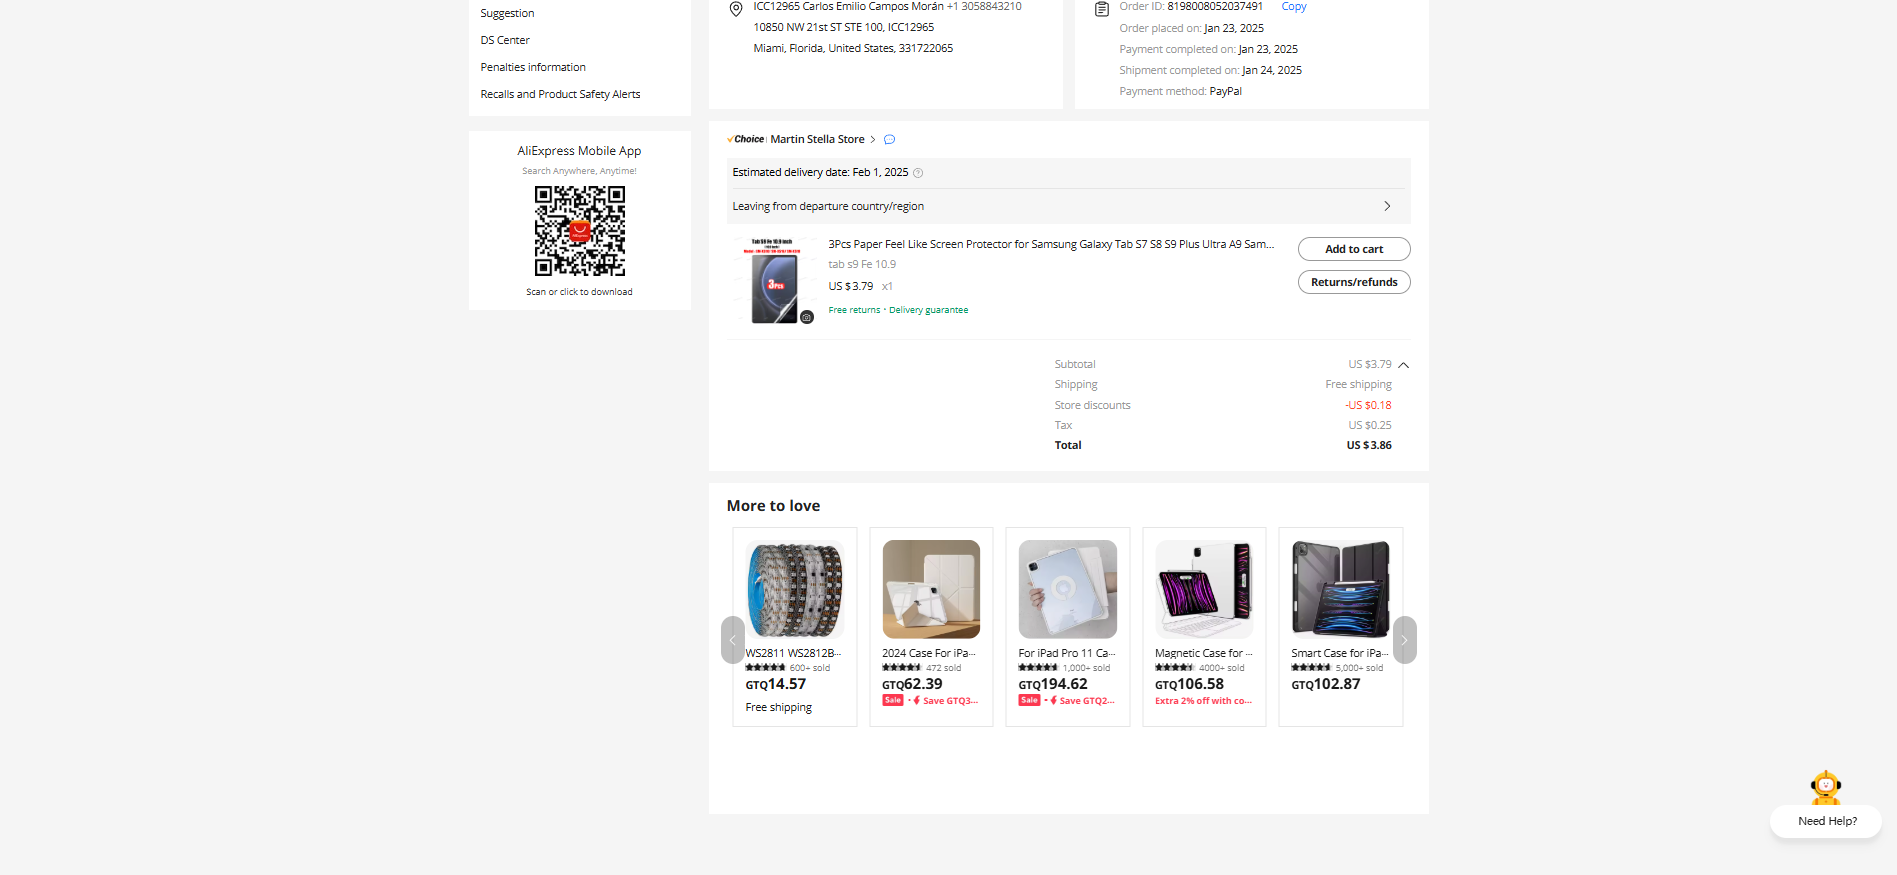 Suggestion
DS Center
Penalties information
Recalls and Product Safety Alerts
AliExpress Mobile App
Search Anywhere, Anytime!
Scan or click to download
ICC12965 Carlos Emilio Campos Morán +1 3058843210
10850 NW 21st ST STE 100, ICC12965
Miami, Florida, United States, 331722065
Order ID: 8198008052037491 Copy
Order placed on: Jan 23, 2025
Payment completed on: Jan 23, 2025
Shipment completed on: Jan 24, 2025
Payment method: PayPal
Choice Martin Stella Store
Estimated delivery date: Feb 1, 2025
Leaving from departure country/region
Tab S9 Fe 10.9 inch
3Pcs
3Pcs Paper Feel Like Screen Protector for Samsung Galaxy Tab S7 S8 S9 Plus Ultra A9 Sam...
tab s9 Fe 10.9
US $3.79 x1
Free returns · Delivery guarantee
Add to cart
Returns/refunds
Subtotal US $3.79
Shipping Free shipping
Store discounts -US $0.18
Tax US $0.25
Total US $3.86
More to love
WS2811 WS2812B...
600+ sold
GTQ14.57
Free shipping
2024 Case For iPa...
472 sold
GTQ62.39
Sale · Save GTQ3...
For iPad Pro 11 Ca...
1,000+ sold
GTQ194.62
Sale · Save GTQ2...
Magnetic Case for ...
4000+ sold
GTQ106.58
Extra 2% off with co...
Smart Case for iPa...
5,000+ sold
GTQ102.87
Need Help?